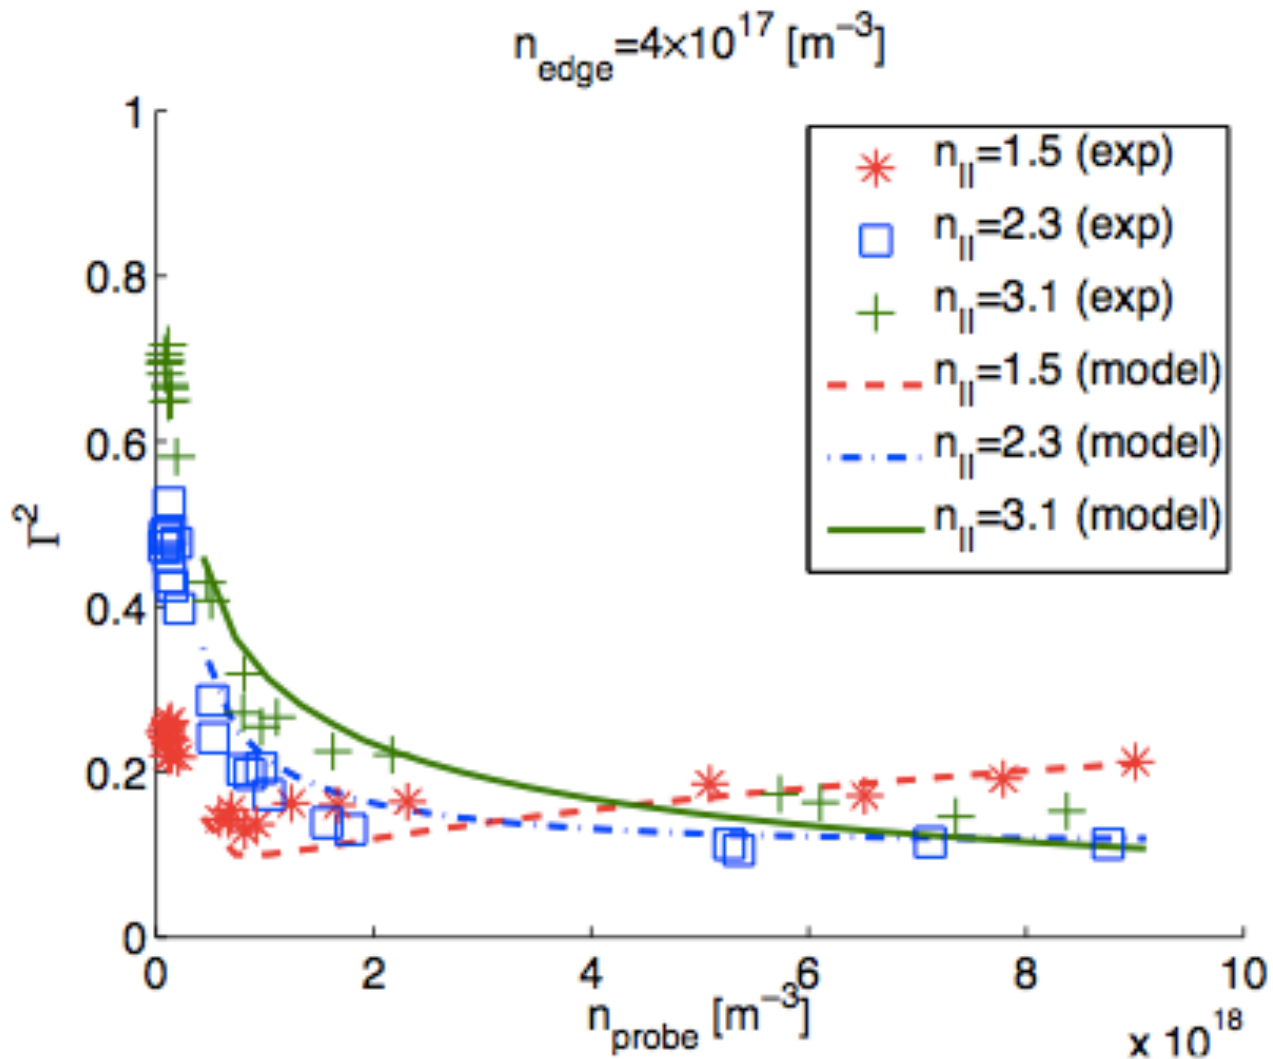 n_edge=4×10^17 [m^−3]
1
0.8
0.6
0.4
0.2
0
Γ^2
n_||=1.5 (exp)
n_||=2.3 (exp)
n_||=3.1 (exp)
n_||=1.5 (model)
n_||=2.3 (model)
n_||=3.1 (model)
0 2 4 6 8 10
n_probe [m^−3]
x 10^18